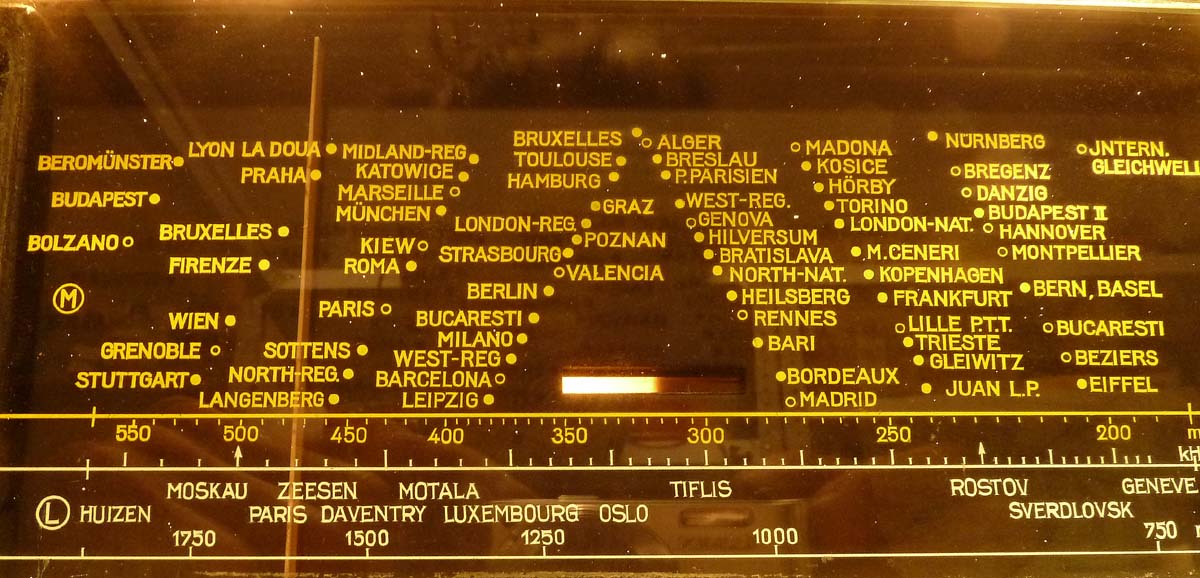 BRUXELLES ALGER MADONA NÜRNBERG JNTERN.
BEROMÜNSTER LYON LA DOUA MIDLAND-REG TOULOUSE BRESLAU KOSICE BREGENZ GLEICHWELL
PRAHA KATOWICE HAMBURG P.PARISIEN HÖRBY DANZIG
BUDAPEST MARSEILLE GRAZ WEST-REG. TORINO BUDAPEST II
MÜNCHEN LONDON-REG. GENOVA LONDON-NAT. HANNOVER
BOLZANO BRUXELLES KIEW POZNAN HILVERSUM
STRASBOURG BRATISLAVA M.CENERI MONTPELLIER
FIRENZE ROMA VALENCIA NORTH-NAT. KOPENHAGEN
M BERLIN HEILSBERG FRANKFURT BERN, BASEL
WIEN PARIS BUCARESTI RENNES LILLE P.T.T. BUCARESTI
GRENOBLE SOTTENS MILANO BARI TRIESTE
WEST-REG GLEIWITZ BEZIERS
STUTTGART NORTH-REG. BARCELONA BORDEAUX JUAN L.P. EIFFEL
LANGENBERG LEIPZIG MADRID
550 500 450 400 350 300 250 200 m
MOSKAU ZEESEN MOTALA TIFLIS ROSTOV GENEVE
L HUIZEN PARIS DAVENTRY LUXEMBOURG OSLO SVERDLOVSK
1750 1500 1250 1000 750